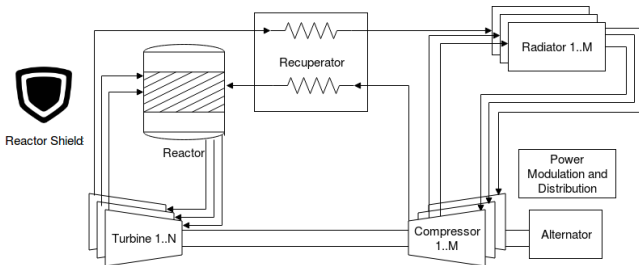 Recuperator
Radiator 1..M
Reactor Shield
Reactor
Power
Modulation and
Distribution
Turbine 1..N
Compressor
1..M
Alternator